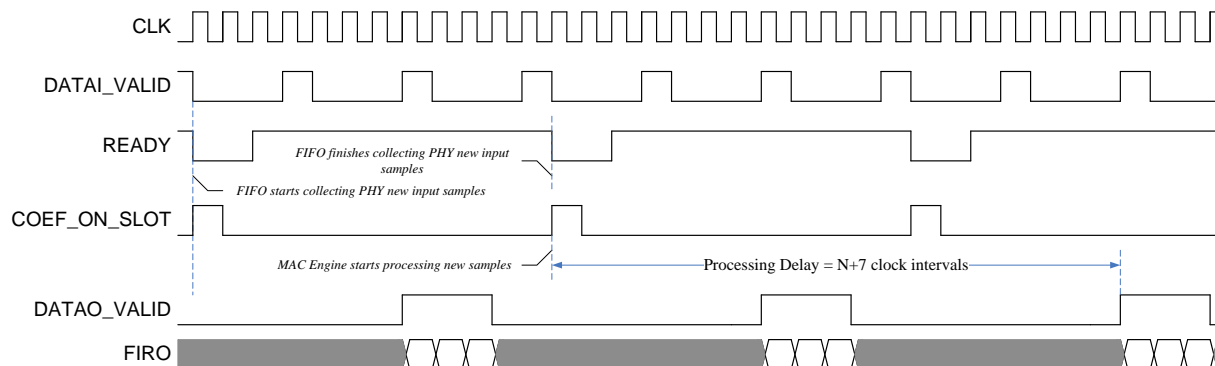 CLK
DATAI_VALID
READY
FIFO finishes collecting PHY new input
samples
FIFO starts collecting PHY new input samples
COEF_ON_SLOT
MAC Engine starts processing new samples
Processing Delay = N+7 clock intervals
DATAO_VALID
FIRO